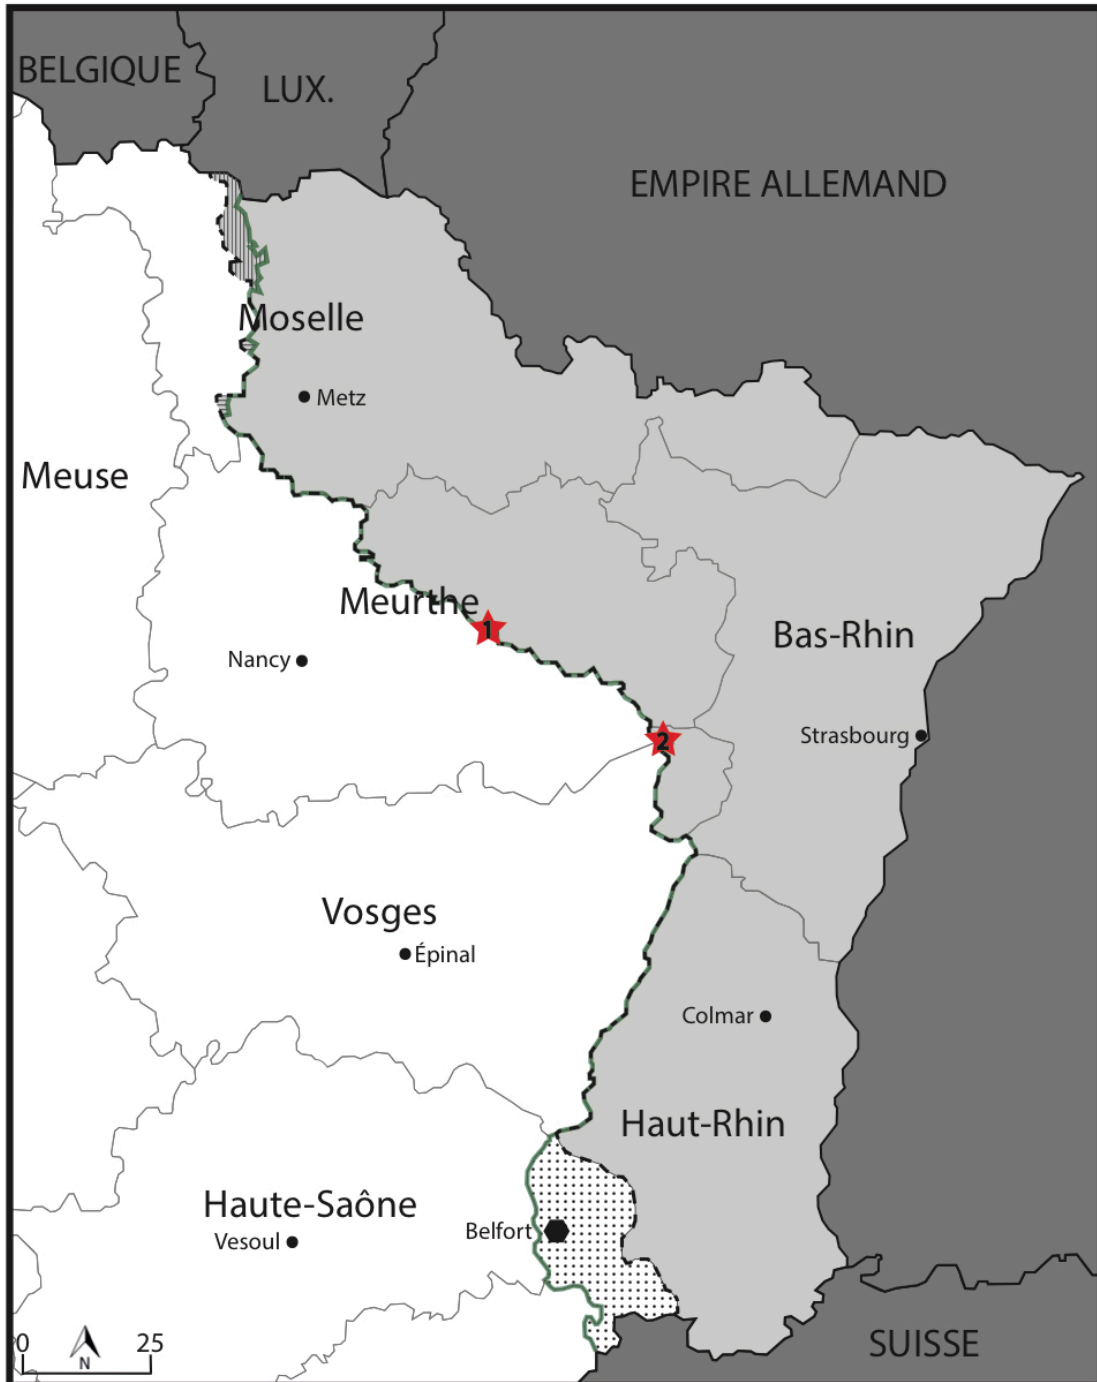 BELGIQUE
LUX.
EMPIRE ALLEMAND
Moselle
Metz
Meuse
Meurthe
1
Bas-Rhin
Nancy
2
Strasbourg
Vosges
Épinal
Colmar
Haut-Rhin
Haute-Saône
Belfort
Vesoul
0 25
N
SUISSE